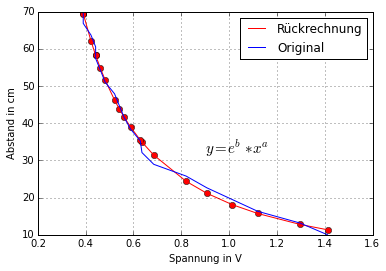 70
60
50
40
30
20
10
Abstand in cm
Rückrechnung
Original
y=e^b *x^a
0.2 0.4 0.6 0.8 1.0 1.2 1.4 1.6
Spannung in V